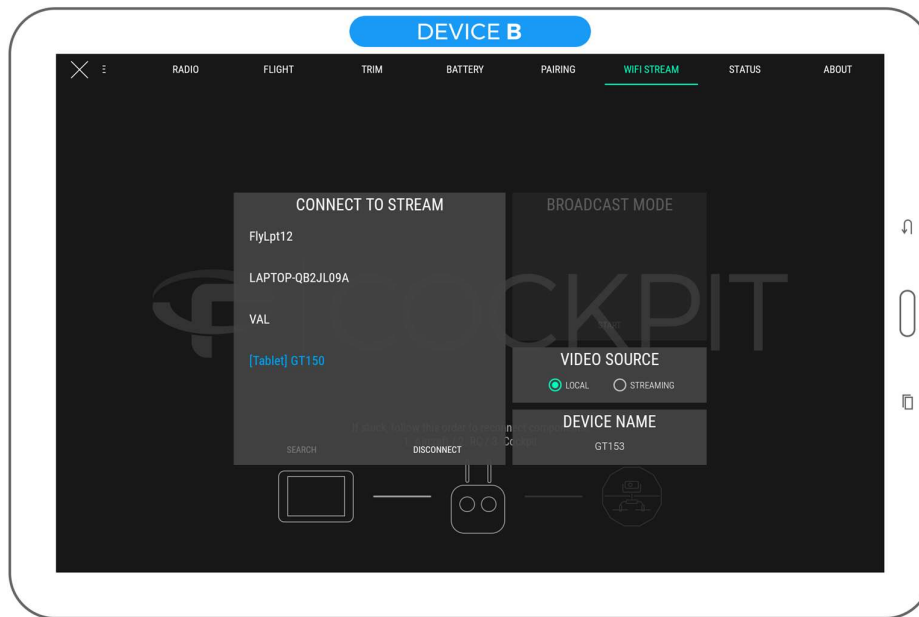 DEVICE B
RADIO FLIGHT TRIM BATTERY PAIRING WIFI STREAM STATUS ABOUT
CONNECT TO STREAM
FlyLpt12
LAPTOP-QB2JL09A
VAL
[Tablet] GT150
SEARCH DISCONNECT
BROADCAST MODE
VIDEO SOURCE
LOCAL STREAMING
DEVICE NAME
GT153
COCKPIT